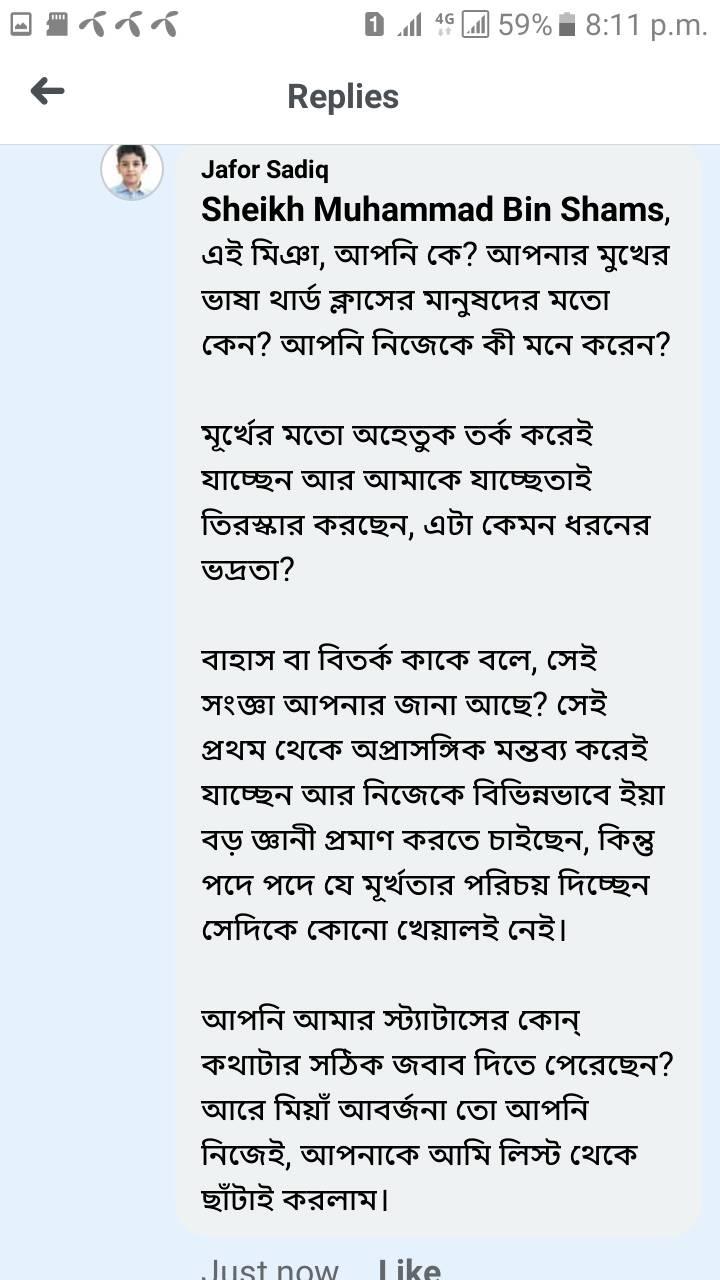 1 4G 59% 8:11 p.m.
Replies
Jafor Sadiq
Sheikh Muhammad Bin Shams,
এই মিঞা, আপনি কে? আপনার মুখের
ভাষা থার্ড ক্লাসের মানুষদের মতো
কেন? আপনি নিজেকে কী মনে করেন?
মূর্খের মতো অহেতুক তর্ক করেই
যাচ্ছেন আর আমাকে যাচ্ছেতাই
তিরস্কার করছেন, এটা কেমন ধরনের
ভদ্রতা?
বাহাস বা বিতর্ক কাকে বলে, সেই
সংজ্ঞা আপনার জানা আছে? সেই
প্রথম থেকে অপ্রাসঙ্গিক মন্তব্য করেই
যাচ্ছেন আর নিজেকে বিভিন্নভাবে ইয়া
বড় জ্ঞানী প্রমাণ করতে চাইছেন, কিন্তু
পদে পদে যে মূর্খতার পরিচয় দিচ্ছেন
সেদিকে কোনো খেয়ালই নেই।
আপনি আমার স্ট্যাটাসের কোন্
কথাটার সঠিক জবাব দিতে পেরেছেন?
আরে মিয়াঁ আবর্জনা তো আপনি
নিজেই, আপনাকে আমি লিস্ট থেকে
ছাঁটাই করলাম।
Just now Like